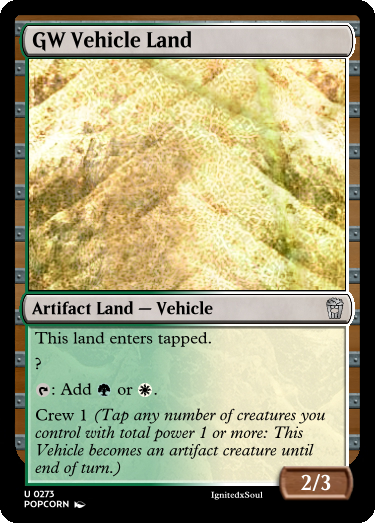 GW Vehicle Land
Artifact Land — Vehicle
This land enters tapped.
?
: Add or .
Crew 1 (Tap any number of creatures you
control with total power 1 or more: This
Vehicle becomes an artifact creature until
end of turn.)
2/3
U 0273
POPCORN
IgnitedxSoul